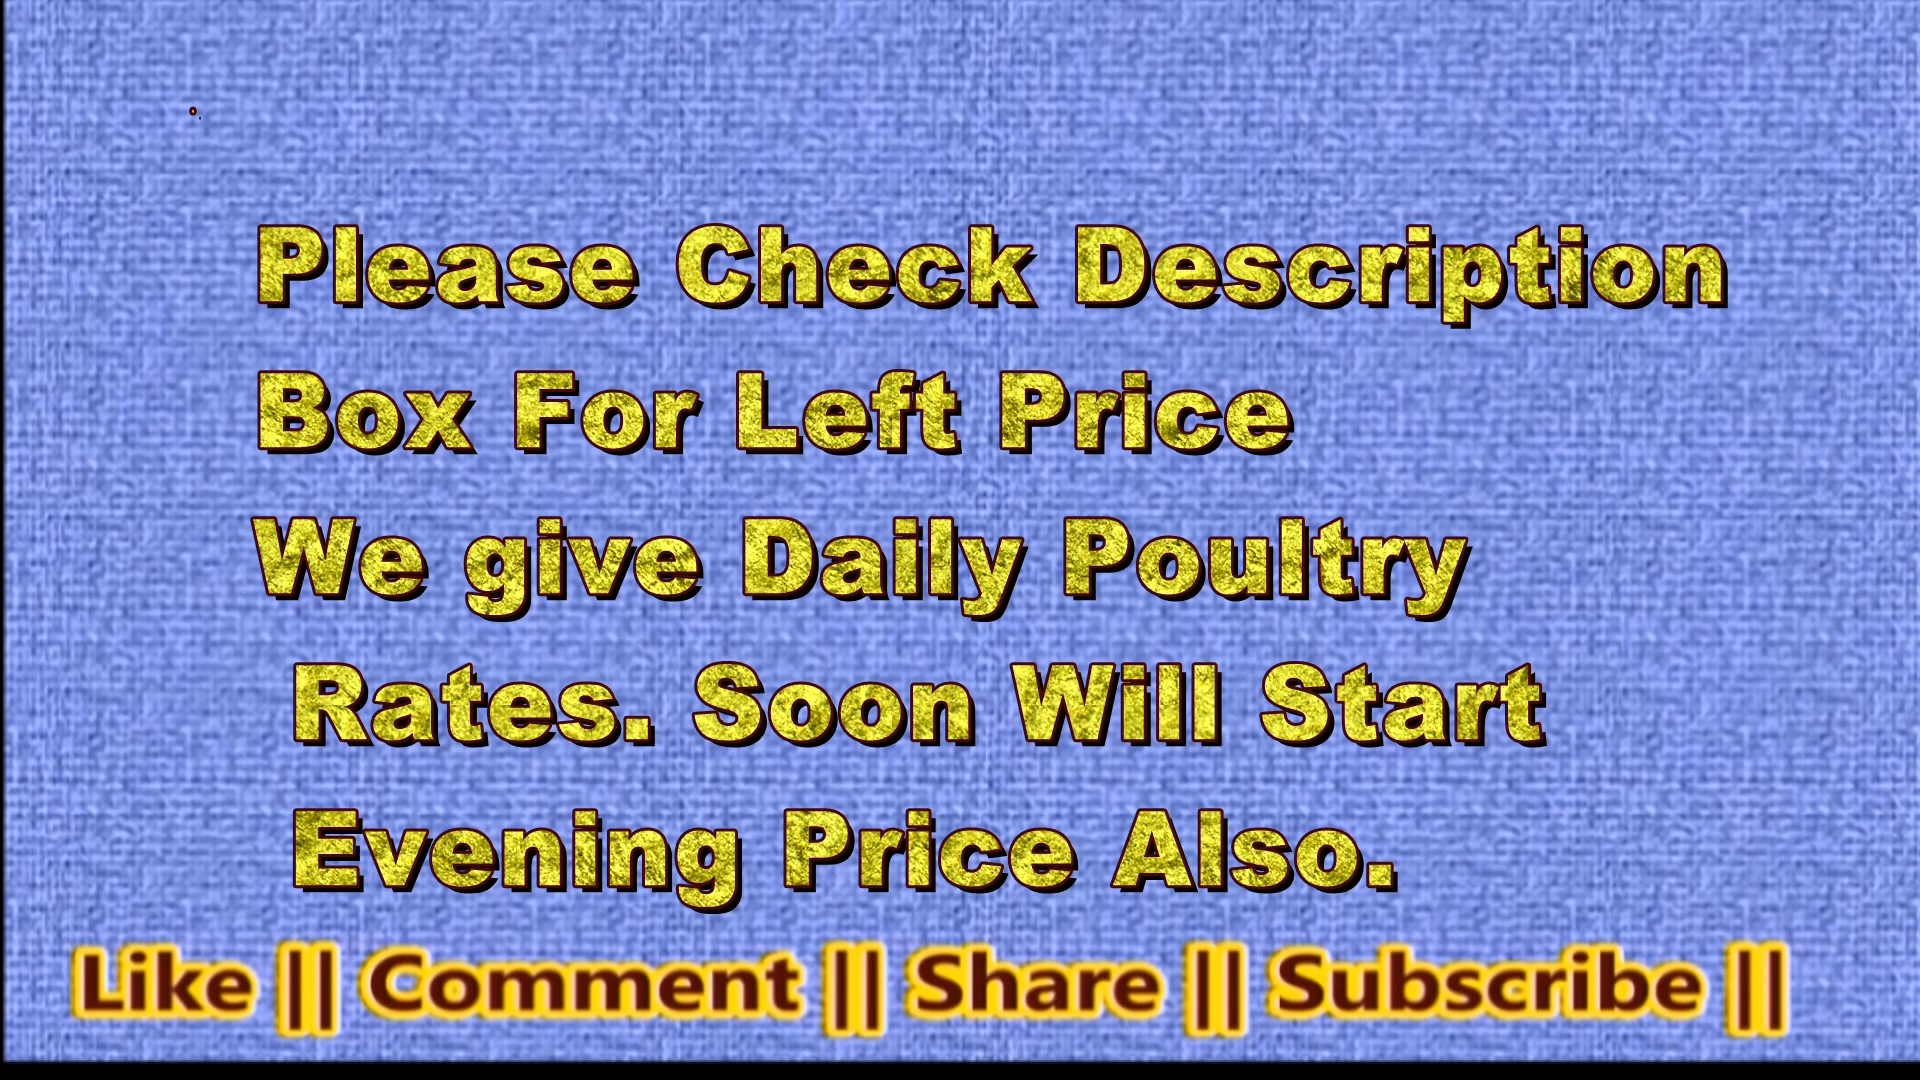 Please Check Description
Box For Left Price
We give Daily Poultry
Rates. Soon Will Start
Evening Price Also.
Like || Comment || Share || Subscribe ||